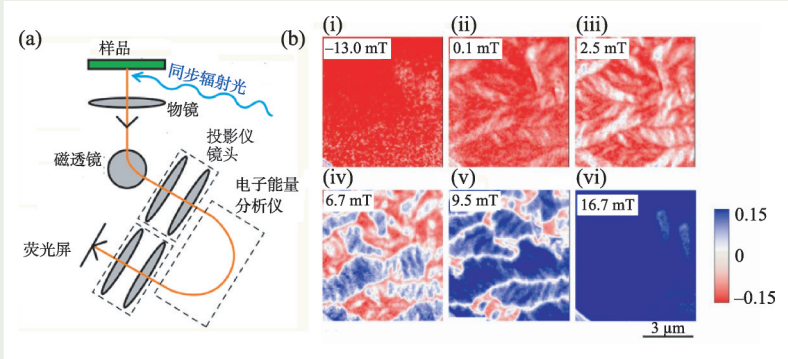 (a)
样品
同步辐射光
物镜
磁透镜
投影仪
镜头
电子能量
分析仪
荧光屏
(b)
(i)
(ii)
(iii)
−13.0 mT
0.1 mT
2.5 mT
(iv)
(v)
(vi)
6.7 mT
9.5 mT
16.7 mT
0.15
0
−0.15
3 μm